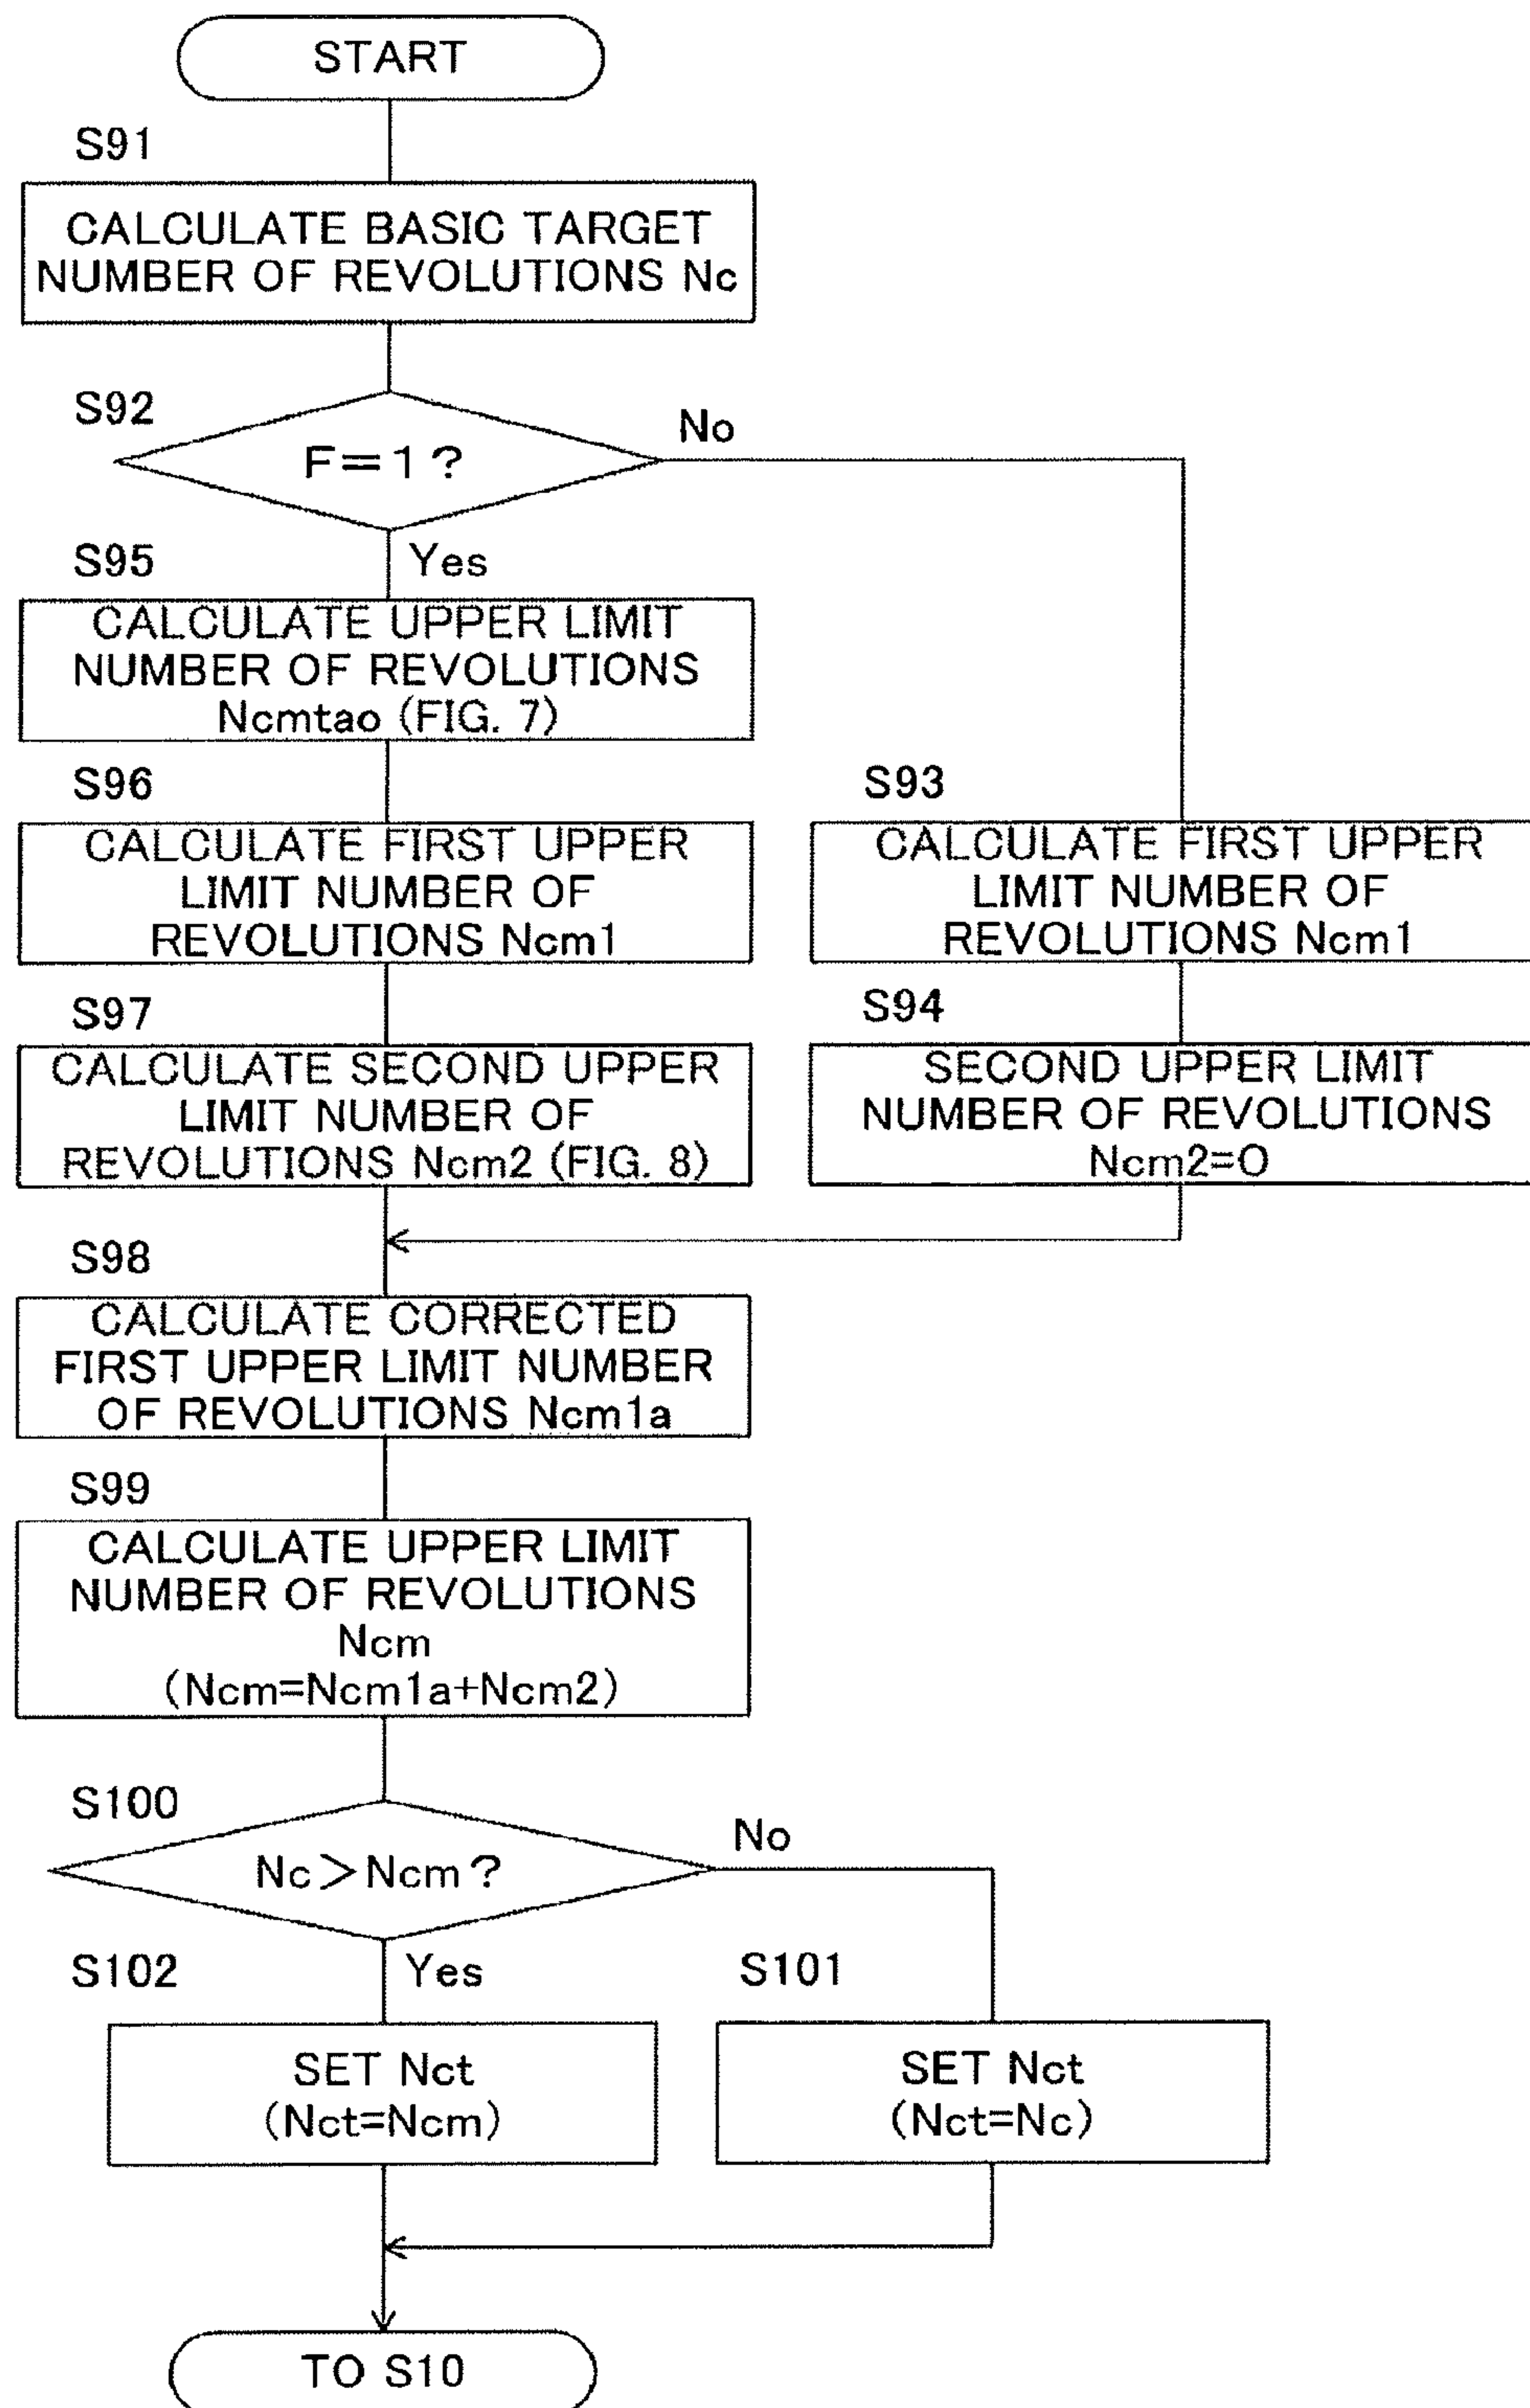 START
S91
CALCULATE BASIC TARGET
NUMBER OF REVOLUTIONS Nc
S92
F=1?
No
Yes
S95
CALCULATE UPPER LIMIT
NUMBER OF REVOLUTIONS
Ncmtao (FIG. 7)
S96
CALCULATE FIRST UPPER
LIMIT NUMBER OF
REVOLUTIONS Ncm1
S93
CALCULATE FIRST UPPER
LIMIT NUMBER OF
REVOLUTIONS Ncm1
S97
CALCULATE SECOND UPPER
LIMIT NUMBER OF
REVOLUTIONS Ncm2 (FIG. 8)
S94
SECOND UPPER LIMIT
NUMBER OF REVOLUTIONS
Ncm2=0
S98
CALCULATE CORRECTED
FIRST UPPER LIMIT NUMBER
OF REVOLUTIONS Ncm1a
S99
CALCULATE UPPER LIMIT
NUMBER OF REVOLUTIONS
Ncm
(Ncm=Ncm1a+Ncm2)
S100
Nc>Ncm?
No
Yes
S102
SET Nct
(Nct=Ncm)
S101
SET Nct
(Nct=Nc)
TO S10